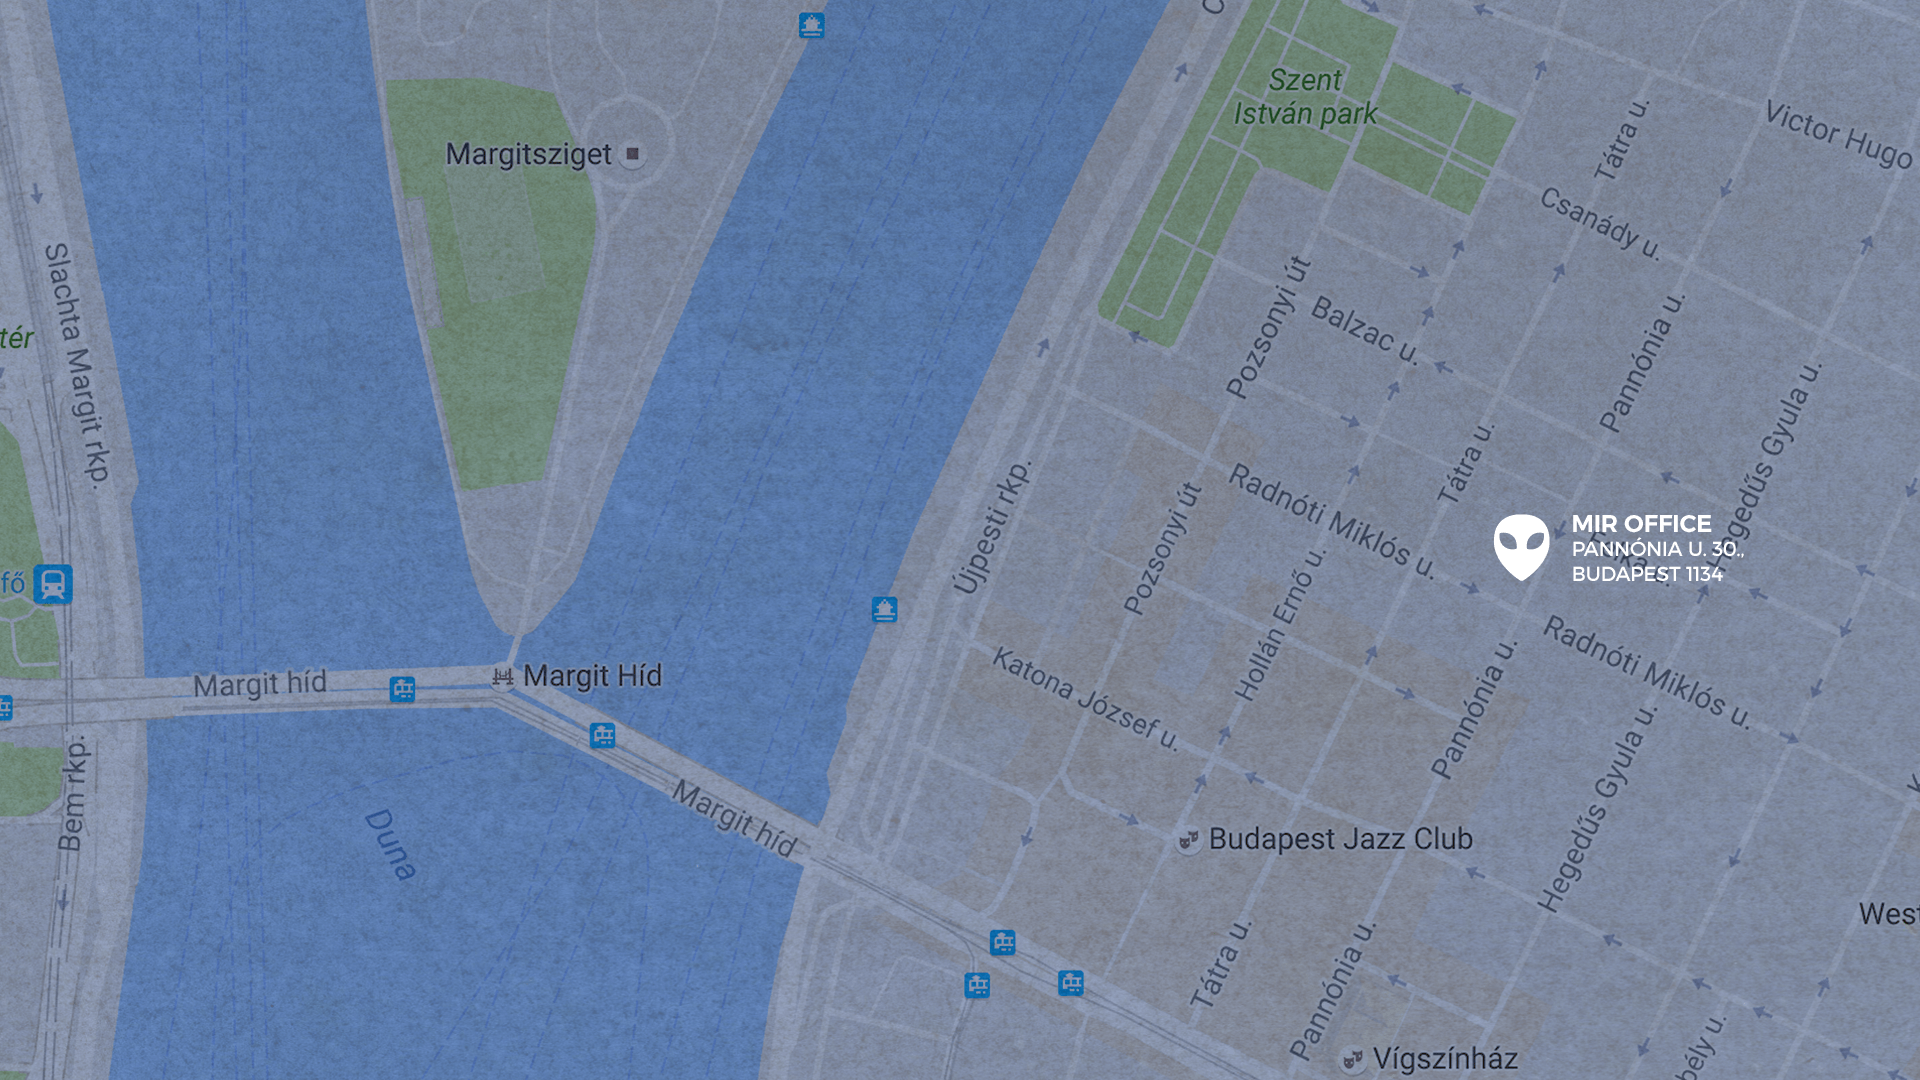 Szent
István park
Victor Hugo
Tátra u.
Margitsziget
Csanády u.
Slachta Margit rkp.
Pozsonyi út
Balzac u.
Pannónia u.
tér
Hegedűs Gyula u.
Tátra u.
Radnóti Miklós u.
Újpesti rkp.
Pozsonyi út
MIR OFFICE
PANNÓNIA U. 30.,
BUDAPEST 1134
fő
Hollán Ernő u.
Radnóti Miklós u.
Margit híd
Margit Híd
Katona József u.
Pannónia u.
Bem rkp.
Margit híd
Duna
Hegedűs Gyula u.
Budapest Jazz Club
West
Tátra u.
Pannónia u.
Vígszínház